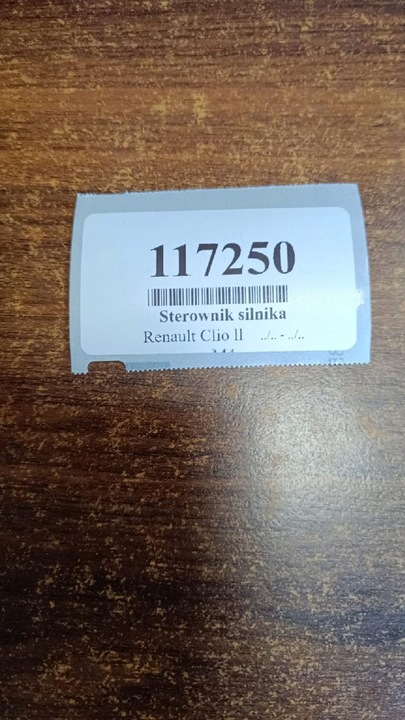 117250
Sterownik silnika
Renault Clio II ../.. - ../..